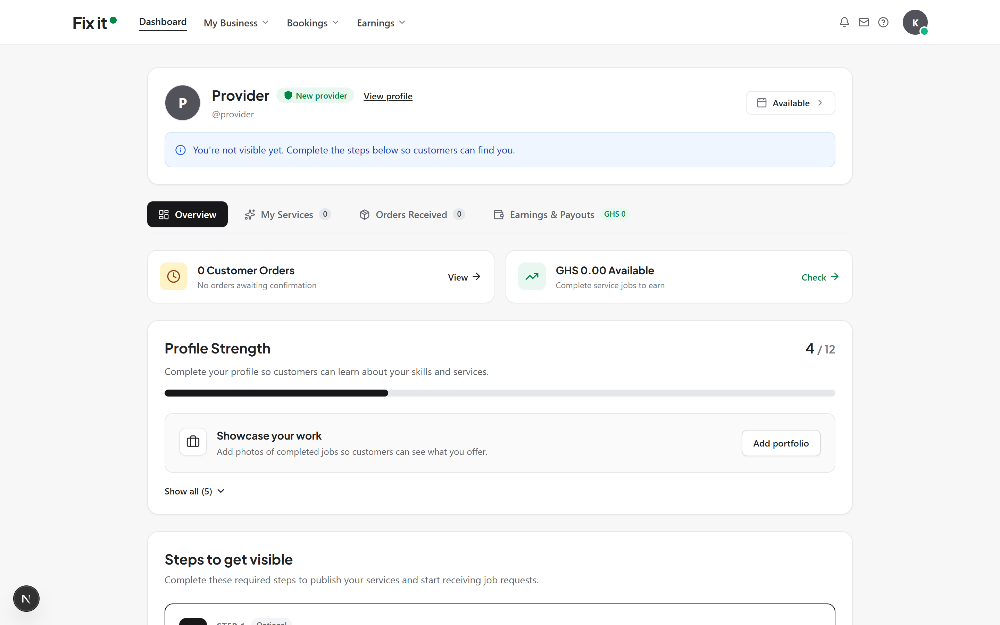 Fix it
Dashboard
My Business
Bookings
Earnings
K
P
Provider
New provider
View profile
@provider
Available
You're not visible yet. Complete the steps below so customers can find you.
Overview
My Services 0
Orders Received 0
Earnings & Payouts GHS 0
0 Customer Orders
No orders awaiting confirmation
View
GHS 0.00 Available
Complete service jobs to earn
Check
Profile Strength
4 / 12
Complete your profile so customers can learn about your skills and services.
Showcase your work
Add photos of completed jobs so customers can see what you offer.
Add portfolio
Show all (5)
Steps to get visible
Complete these required steps to publish your services and start receiving job requests.
N
STEP 1 Optional